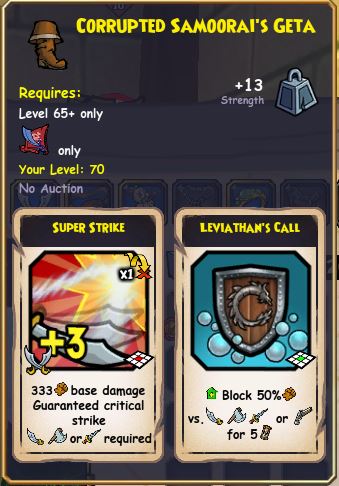 CORRUPTED SAMOORAI'S GETA
+13
Strength
Requires:
Level 65+ only
only
Your Level: 70
No Auction
SUPER STRIKE
x1
+3
333 base damage
Guaranteed critical
strike
or required
LEVIATHAN'S CALL
Block 50%
vs. or
for 5